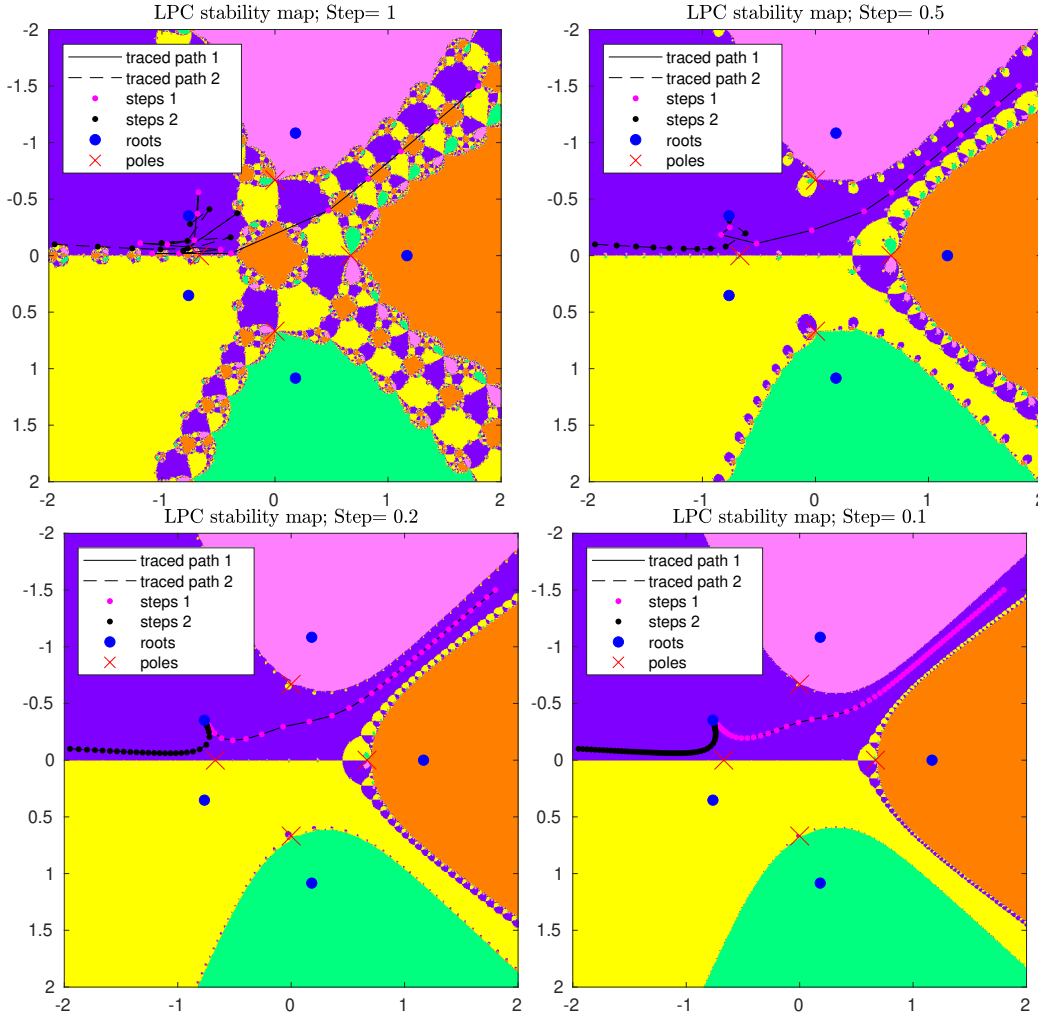 LPC stability map; Step= 1
-2
-1.5
-1
-0.5
0
0.5
1
1.5
2
-2
-1
0
1
2
traced path 1
traced path 2
steps 1
steps 2
roots
poles
LPC stability map; Step= 0.5
-2
-1.5
-1
-0.5
0
0.5
1
1.5
2
-2
-1
0
1
2
traced path 1
traced path 2
steps 1
steps 2
roots
poles
LPC stability map; Step= 0.2
-2
-1.5
-1
-0.5
0
0.5
1
1.5
2
-2
-1
0
1
2
traced path 1
traced path 2
steps 1
steps 2
roots
poles
LPC stability map; Step= 0.1
-2
-1.5
-1
-0.5
0
0.5
1
1.5
2
-2
-1
0
1
2
traced path 1
traced path 2
steps 1
steps 2
roots
poles